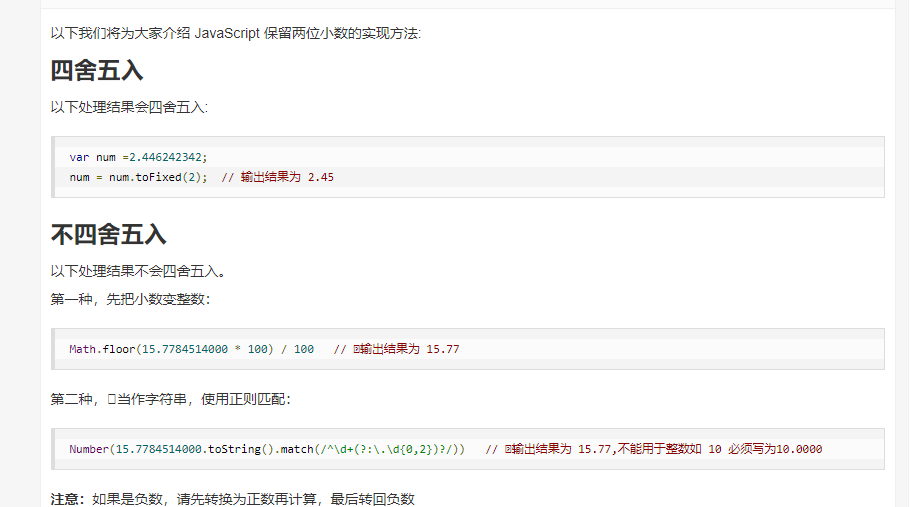 以下我们将为大家介绍 JavaScript 保留两位小数的实现方法:
四舍五入
以下处理结果会四舍五入:
var num =2.446242342;
num = num.toFixed(2);  // 输出结果为 2.45
不四舍五入
以下处理结果不会四舍五入。
第一种，先把小数变整数：
Math.floor(15.7784514000 * 100) / 100   // 输出结果为 15.77
第二种，当作字符串，使用正则匹配：
Number(15.7784514000.toString().match(/^\d+(?:\.\d{0,2})?/))   // 输出结果为 15.77,不能用于整数如 10 必须写为10.0000
注意：如果是负数，请先转换为正数再计算，最后转回负数